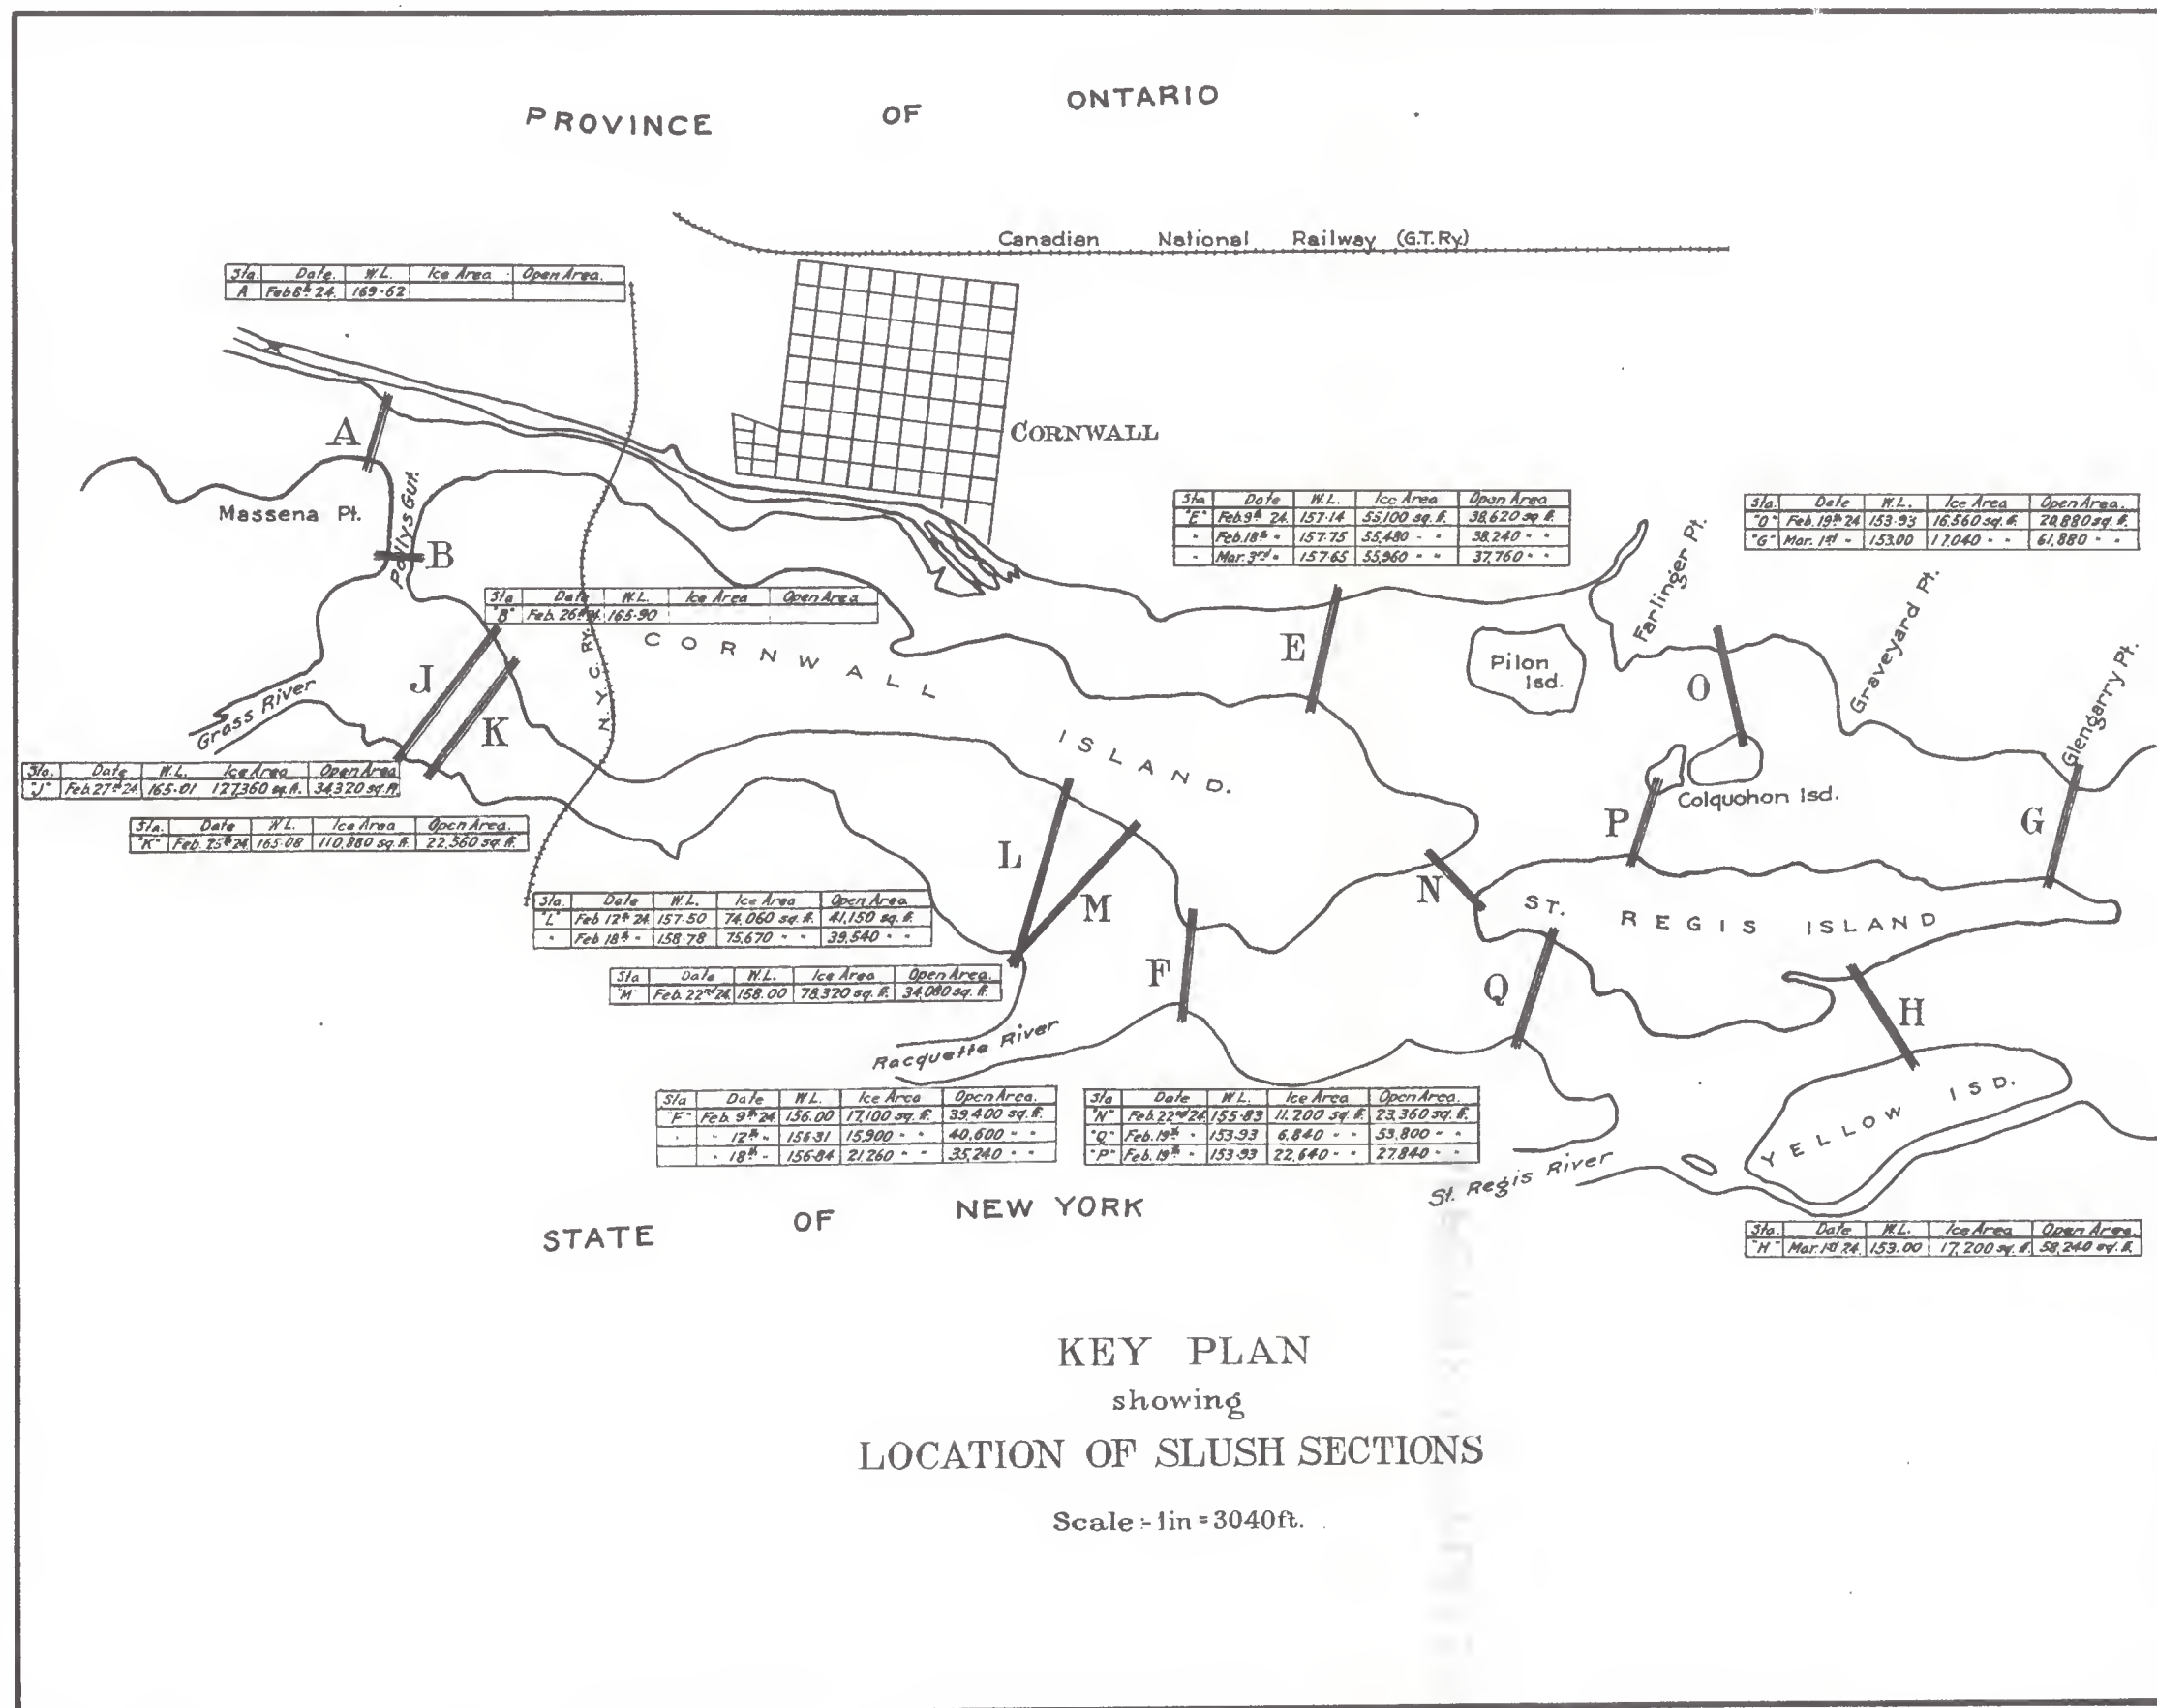 PROVINCE OF ONTARIO
Canadian National Railway (G.T.Ry.)
Sta. Date. W.L. Ice Area Open Area.
A Feb 8th 24. 169.62
A
CORNWALL
Massena Pt.
Pollys Gut.
B
Sta Date W.L. Ice Area Open Area
"E" Feb. 9th 24. 157.14 55,100 sq. ft. 38,620 sq. ft.
" Feb. 18th " 157.75 55,480 " " 38,240 " "
" Mar. 3rd " 157.65 55,960 " " 37,760 " "
Sta. Date W.L. Ice Area Open Area.
"O" Feb. 19th 24 153.93 16,560 sq. ft. 20,880 sq. ft.
"G" Mar. 1st " 153.00 17,040 " " 61,880 " "
Farlinger Pt.
Graveyard Pt.
Glengarry Pt.
Sta Date W.L. Ice Area Open Area
"B" Feb. 26th 24. 165.90
N.Y.C. RY.
CORNWALL ISLAND.
E
Pilon
Isd.
O
J
K
Grass River
Sta. Date W.L. Ice Area Open Area
"J" Feb. 27th 24. 165.01 127,360 sq. ft. 34,320 sq. ft.
Sta. Date W.L. Ice Area Open Area.
"K" Feb. 25th 24. 165.08 110,880 sq. ft. 22,560 sq. ft.
Colquohon Isd.
P
G
L
M
N
ST. REGIS ISLAND
Sta. Date W.L. Ice Area Open Area
"L" Feb 12th 24. 157.50 74,060 sq. ft. 41,150 sq. ft.
" Feb 18th " 158.78 75,670 " " 39,540 " "
Sta Date W.L. Ice Area Open Area.
"M" Feb. 22nd 24. 158.00 78,320 sq. ft. 34,080 sq. ft.
F
Q
H
Racquette River
Sta Date W.L. Ice Area Open Area.
"F" Feb. 9th 24. 156.00 17,100 sq. ft. 39,400 sq. ft.
" " 12th " 156.31 15,900 " " 40,600 " "
" 18th " 156.84 21,260 " " 35,240 " "
Sta Date W.L. Ice Area Open Area.
"N" Feb. 22nd 24. 155.83 11,200 sq. ft. 23,360 sq. ft.
"Q" Feb. 19th " 153.93 6,840 " " 53,800 " "
"P" Feb. 19th " 153.93 22,640 " " 27,840 " "
YELLOW ISD.
St. Regis River
STATE OF NEW YORK
Sta. Date W.L. Ice Area Open Area.
"H" Mar. 1st 24. 153.00 17,200 sq. ft. 58,240 sq. ft.
KEY PLAN
showing
LOCATION OF SLUSH SECTIONS
Scale:- 1in = 3040ft.